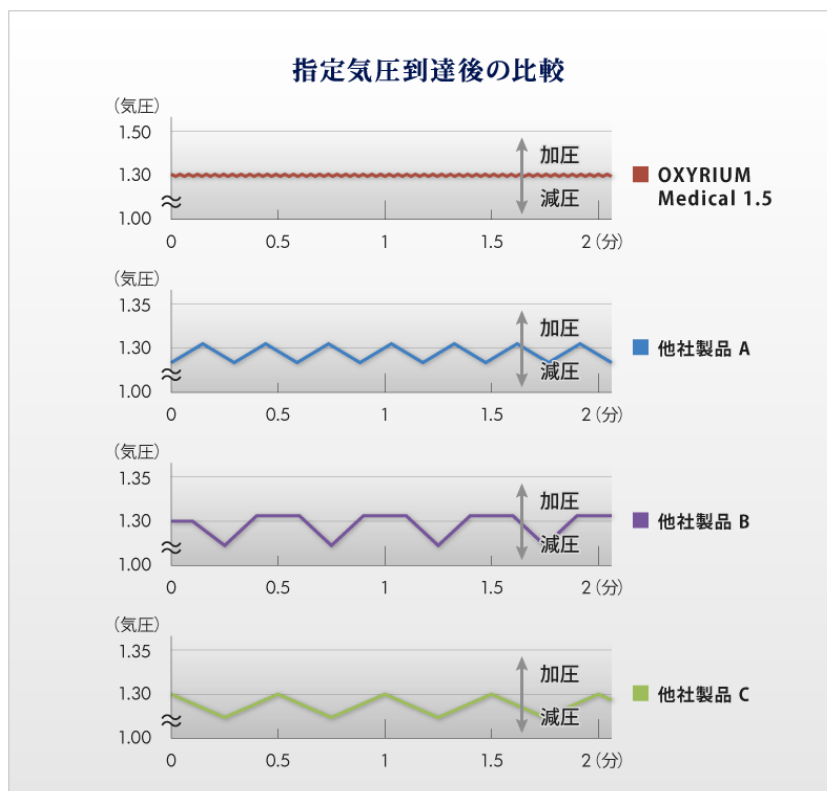 指定気圧到達後の比較
（気圧）
1.50
加圧
1.30
OXYRIUM
Medical 1.5
減圧
1.00
0 0.5 1 1.5 2（分）
（気圧）
1.35
加圧
1.30
他社製品 A
減圧
1.00
0 0.5 1 1.5 2（分）
（気圧）
1.35
加圧
1.30
他社製品 B
減圧
1.00
0 0.5 1 1.5 2（分）
（気圧）
1.35
加圧
1.30
他社製品 C
減圧
1.00
0 0.5 1 1.5 2（分）